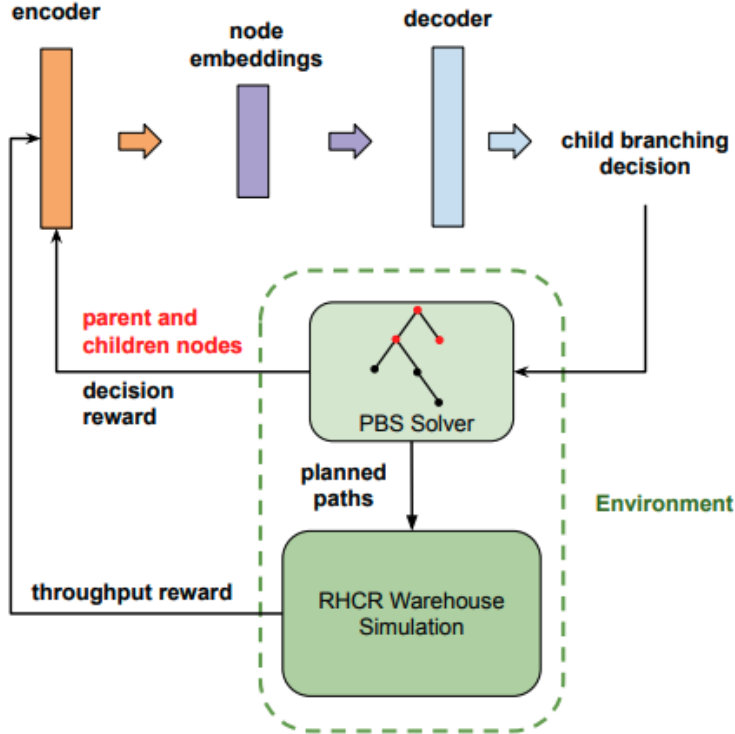 encoder
node
embeddings
decoder
child branching
decision
parent and
children nodes
decision
reward
PBS Solver
planned
paths
Environment
throughput reward
RHCR Warehouse
Simulation